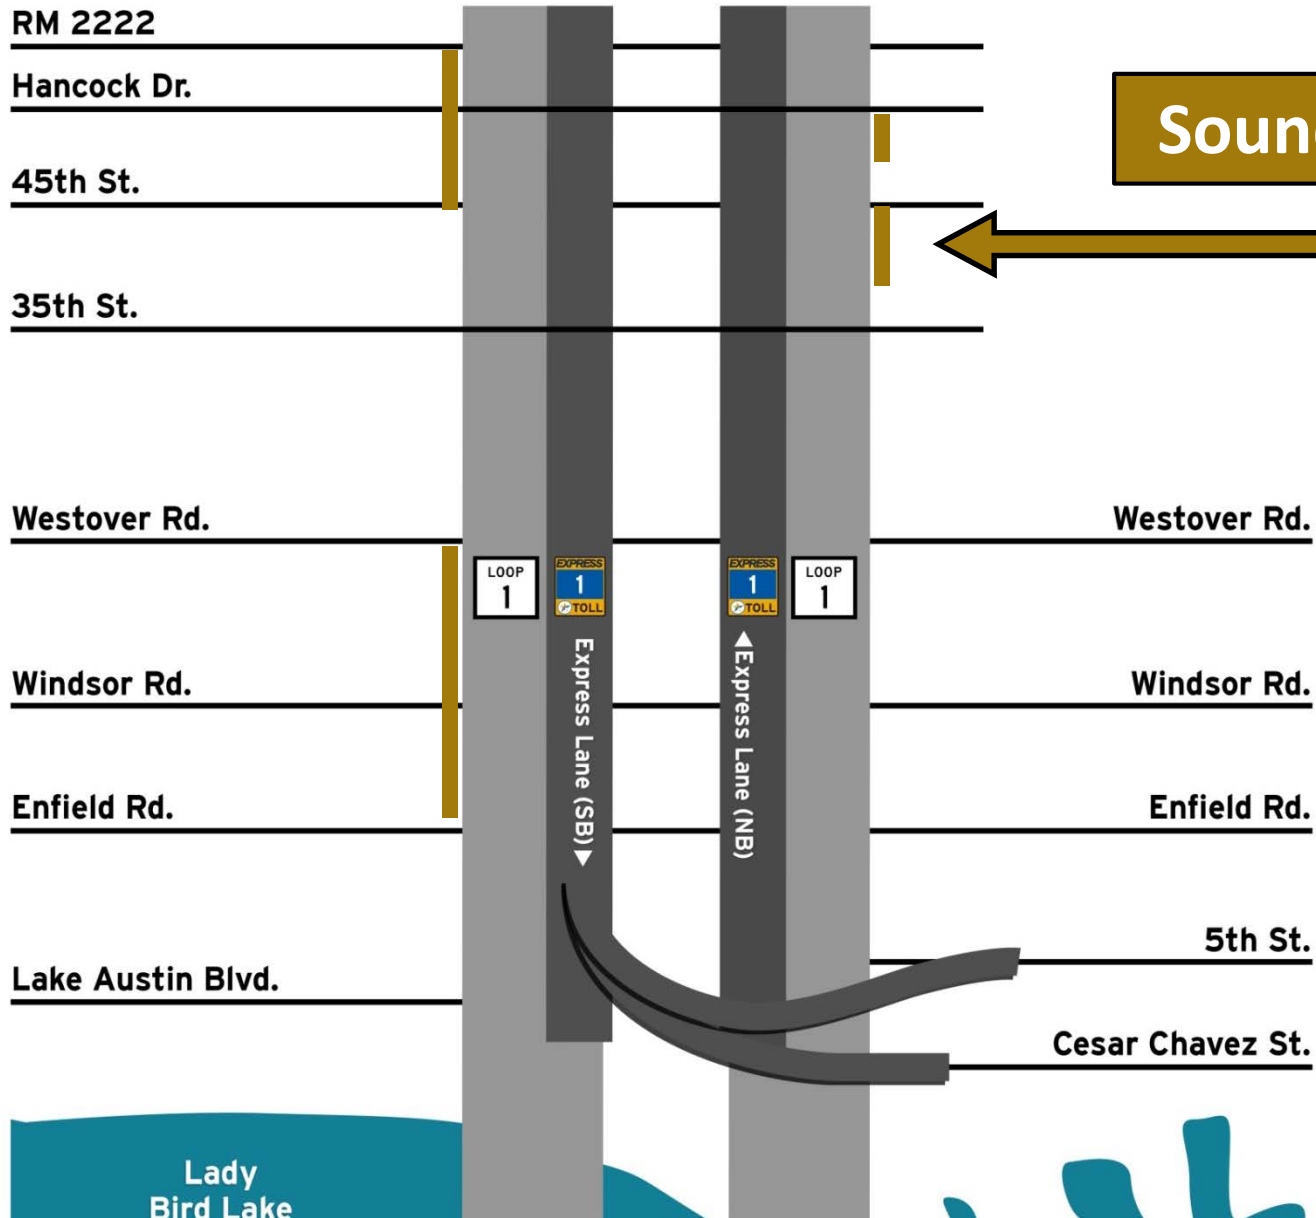 RM 2222
Hancock Dr.
45th St.
35th St.
Westover Rd.
Westover Rd.
LOOP
1
EXPRESS
1
TOLL
EXPRESS
1
TOLL
LOOP
1
Express Lane (SB)
Express Lane (NB)
Windsor Rd.
Windsor Rd.
Enfield Rd.
Enfield Rd.
5th St.
Lake Austin Blvd.
Cesar Chavez St.
Lady
Bird Lake